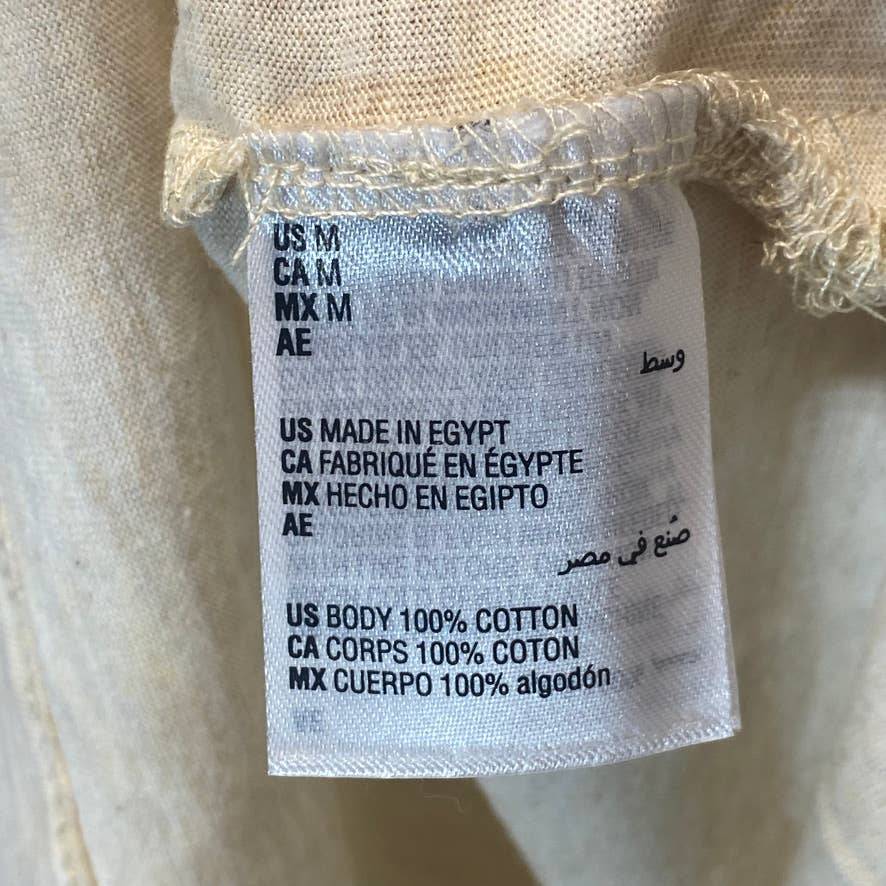 US M
CA M
MX M
AE
وسط
US MADE IN EGYPT
CA FABRIQUÉ EN ÉGYPTE
MX HECHO EN EGIPTO
AE
صُنع في مصر
US BODY 100% COTTON
CA CORPS 100% COTON
MX CUERPO 100% algodón